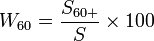 W_{60} = \frac{S_{60+}}{S} \times 100